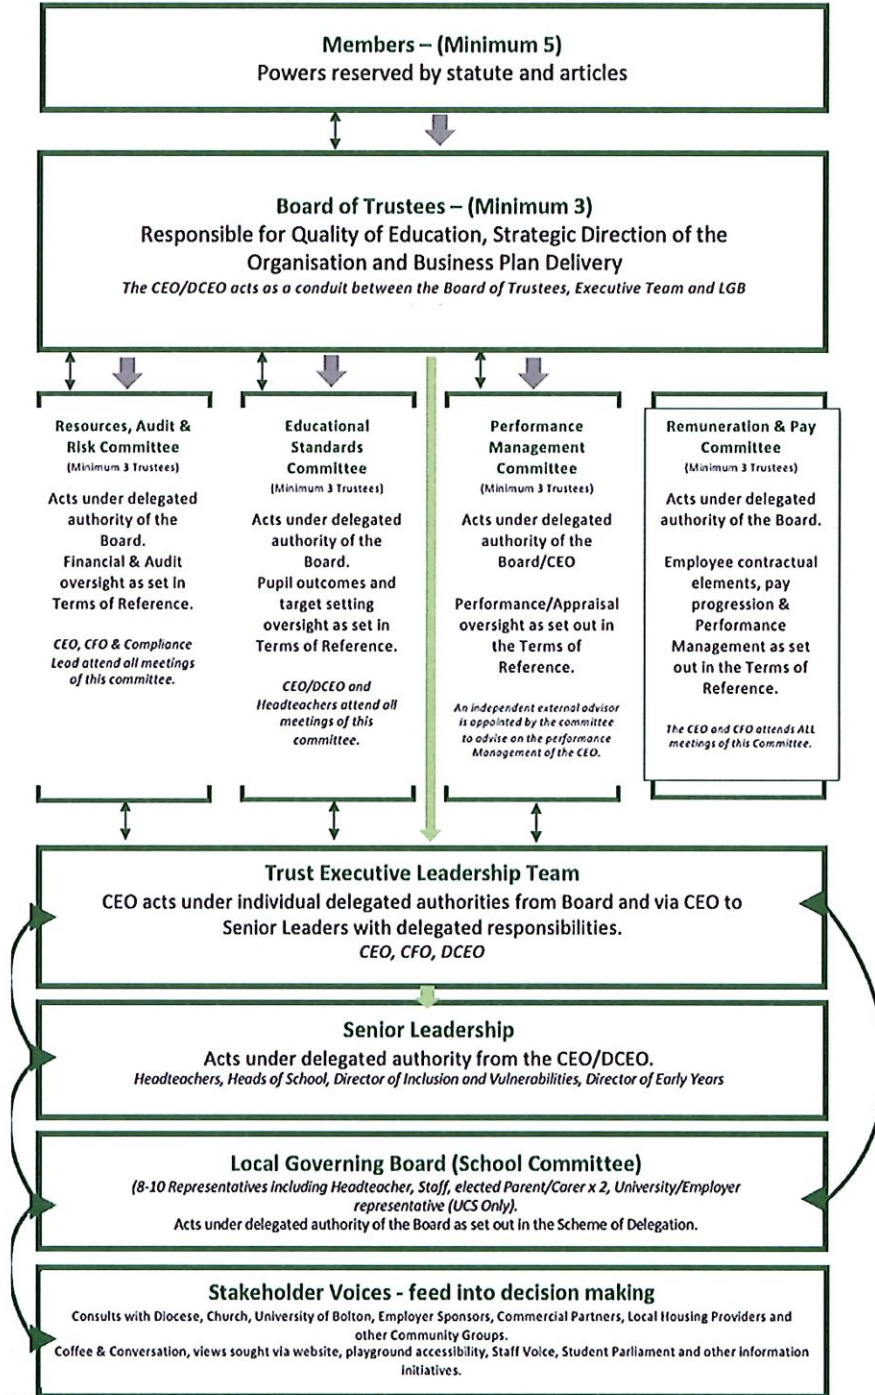 Members – (Minimum 5)
Powers reserved by statute and articles
Board of Trustees – (Minimum 3)
Responsible for Quality of Education, Strategic Direction of the
Organisation and Business Plan Delivery
The CEO/DCEO acts as a conduit between the Board of Trustees, Executive Team and LGB
Resources, Audit &
Risk Committee
(Minimum 3 Trustees)
Acts under delegated
authority of the
Board.
Financial & Audit
oversight as set in
Terms of Reference.
CEO, CFO & Compliance
Lead attend all meetings
of this committee.
Educational
Standards
Committee
(Minimum 3 Trustees)
Acts under delegated
authority of the
Board.
Pupil outcomes and
target setting
oversight as set in
Terms of Reference.
CEO/DCEO and
Headteachers attend all
meetings of this
committee.
Performance
Management
Committee
(Minimum 3 Trustees)
Acts under delegated
authority of the
Board/CEO
Performance/Appraisal
oversight as set out in
the Terms of
Reference.
An independent external advisor
is appointed by the committee
to advise on the performance
Management of the CEO.
Remuneration & Pay
Committee
(Minimum 3 Trustees)
Acts under delegated
authority of the Board.
Employee contractual
elements, pay
progression &
Performance
Management as set
out in the Terms of
Reference.
The CEO and CFO attends ALL
meetings of this Committee.
Trust Executive Leadership Team
CEO acts under individual delegated authorities from Board and via CEO to
Senior Leaders with delegated responsibilities.
CEO, CFO, DCEO
Senior Leadership
Acts under delegated authority from the CEO/DCEO.
Headteachers, Heads of School, Director of Inclusion and Vulnerabilities, Director of Early Years
Local Governing Board (School Committee)
(8-10 Representatives including Headteacher, Staff, elected Parent/Carer x 2, University/Employer
representative (UCS Only).
Acts under delegated authority of the Board as set out in the Scheme of Delegation.
Stakeholder Voices - feed into decision making
Consults with Diocese, Church, University of Bolton, Employer Sponsors, Commercial Partners, Local Housing Providers and
other Community Groups.
Coffee & Conversation, views sought via website, playground accessibility, Staff Voice, Student Parliament and other information
initiatives.